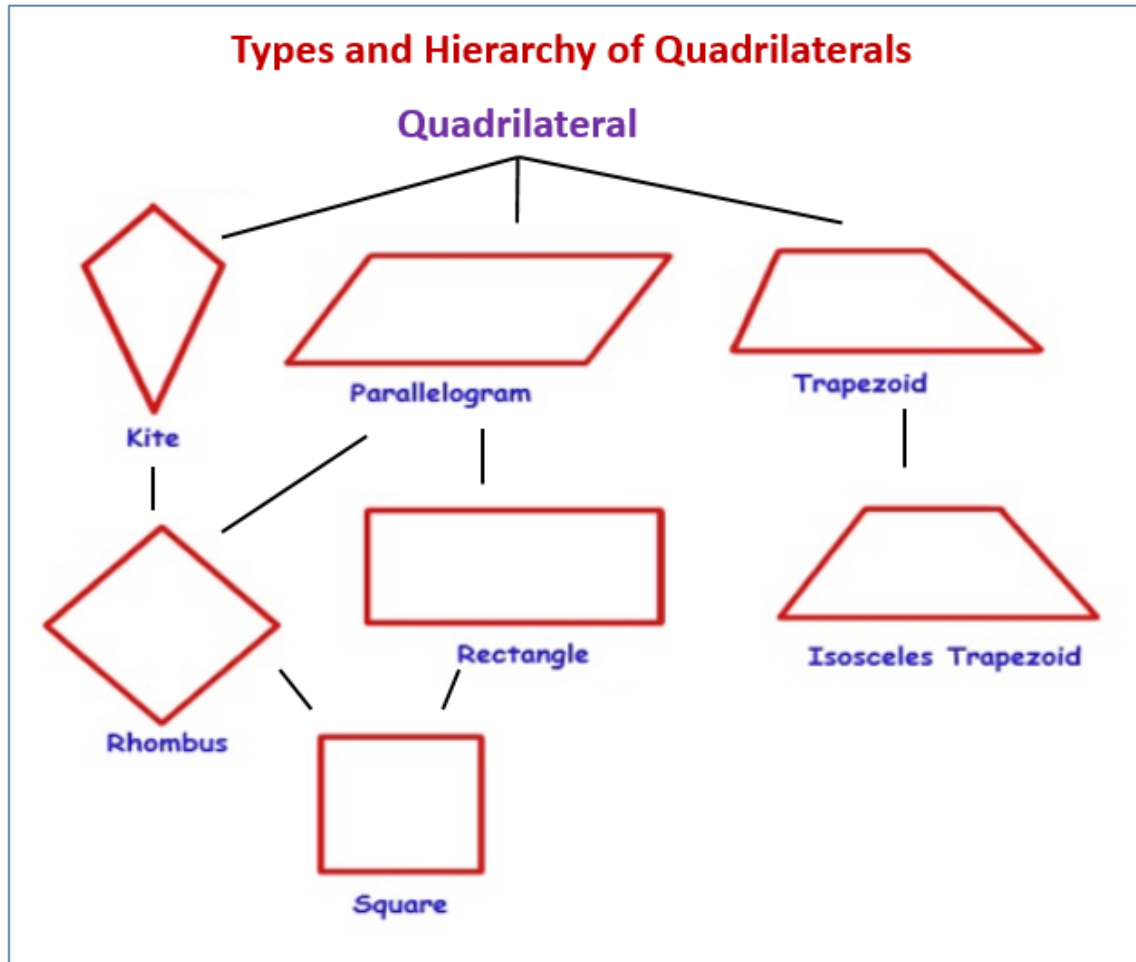 Types and Hierarchy of Quadrilaterals
Quadrilateral
Kite
Parallelogram
Trapezoid
Rhombus
Rectangle
Isosceles Trapezoid
Square